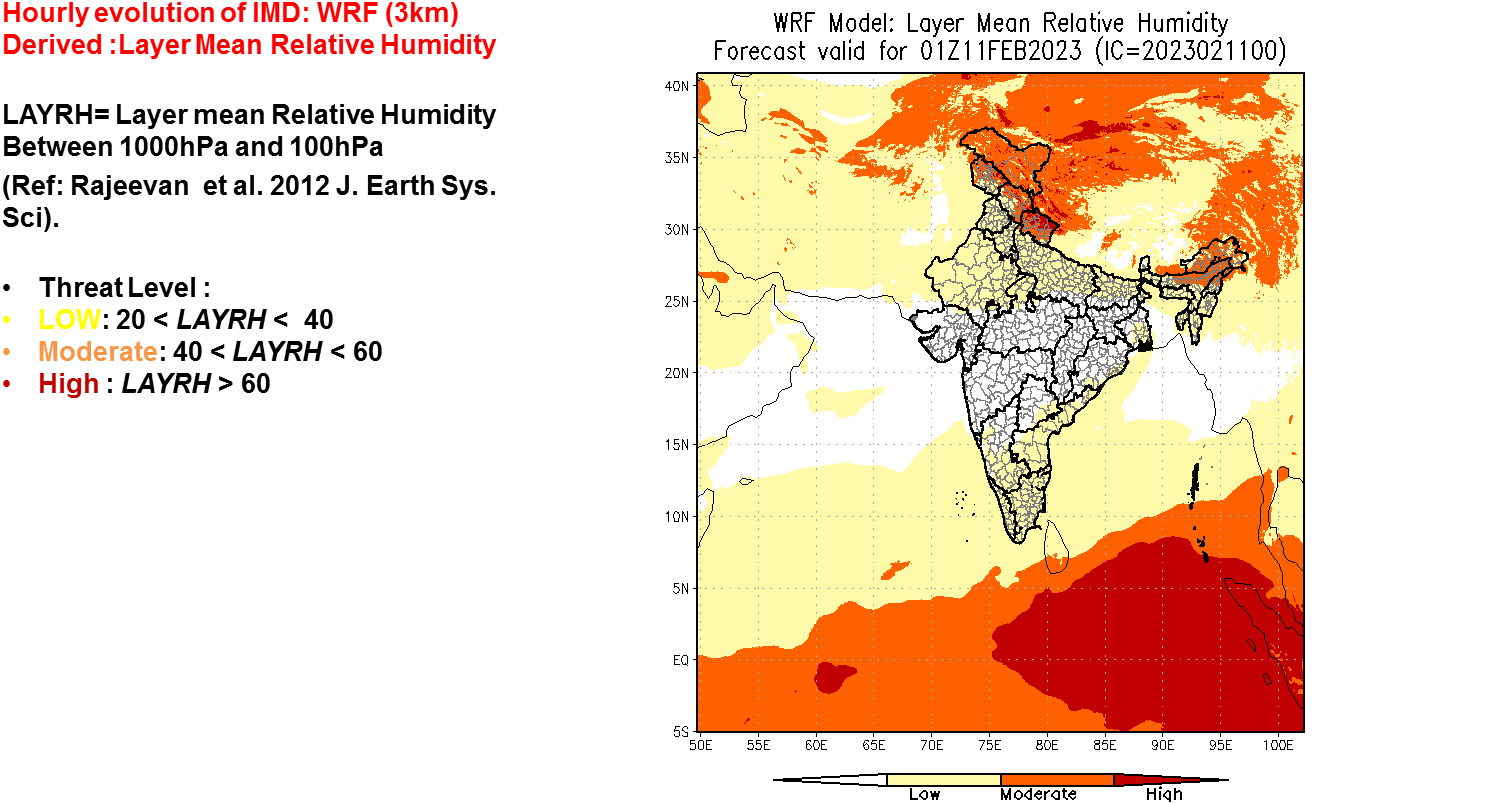 Hourly evolution of IMD: WRF (3km)
Derived :Layer Mean Relative Humidity
LAYRH= Layer mean Relative Humidity
Between 1000hPa and 100hPa
(Ref: Rajeevan et al. 2012 J. Earth Sys.
Sci).
• Threat Level :
• LOW: 20 < LAYRH < 40
• Moderate: 40 < LAYRH < 60
• High : LAYRH > 60
WRF Model: Layer Mean Relative Humidity
Forecast valid for 01Z11FEB2023 (IC=2023021100)
40N
35N
30N
25N
20N
15N
10N
5N
EQ
5S
50E 55E 60E 65E 70E 75E 80E 85E 90E 95E 100E
Low Moderate High